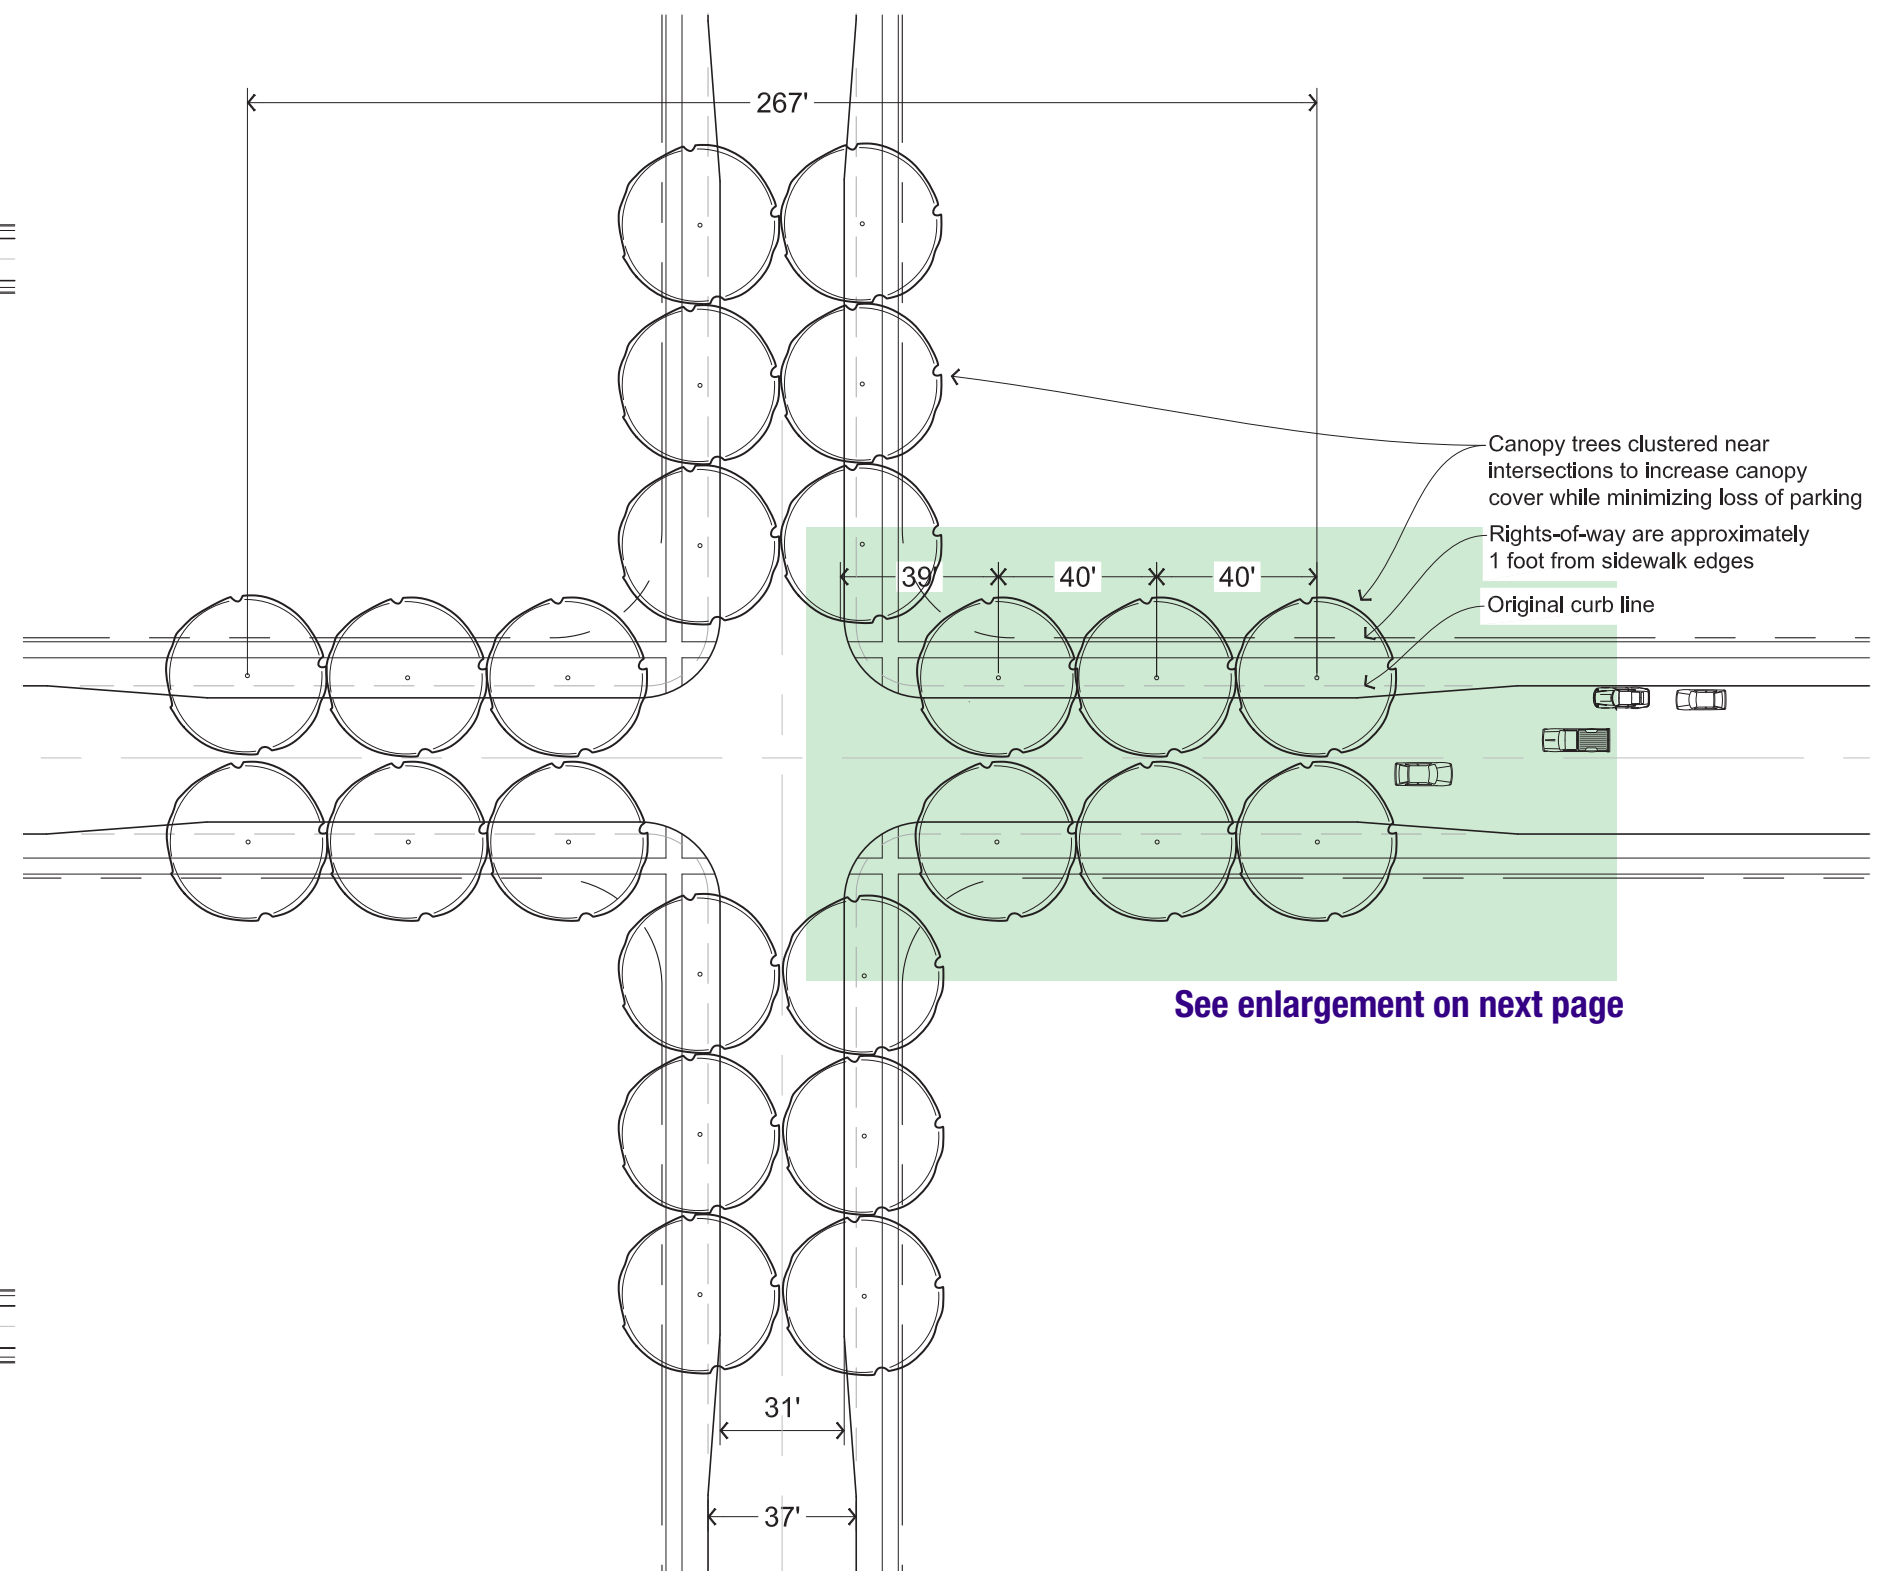 267'
Canopy trees clustered near
intersections to increase canopy
cover while minimizing loss of parking
Rights-of-way are approximately
1 foot from sidewalk edges
39'
40'
40'
Original curb line
See enlargement on next page
31'
37'